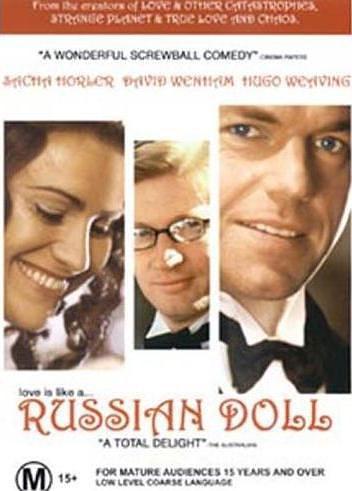 From the creators of LOVE & OTHER CATASTROPHES,
STRANGE PLANET & TRUE LOVE AND CHAOS.
"A WONDERFUL SCREWBALL COMEDY" CINEMA PAPERS
SACHA HORLER DAVID WENHAM HUGO WEAVING
love is like a...
RUSSIAN DOLL
"A TOTAL DELIGHT" THE AUSTRALIAN
M 15+
FOR MATURE AUDIENCES 15 YEARS AND OVER
LOW LEVEL COARSE LANGUAGE